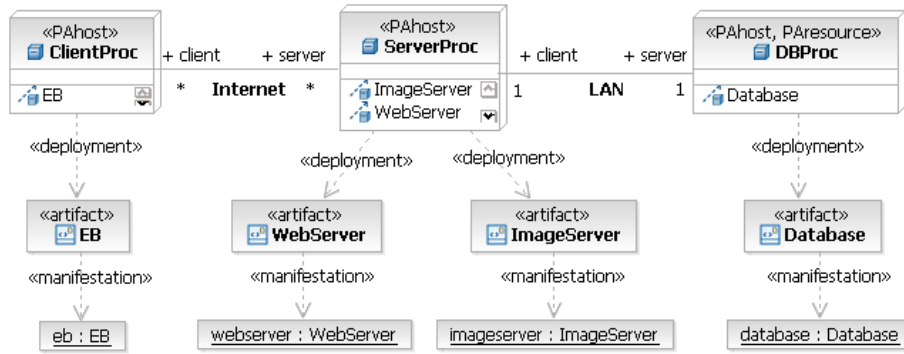 «PAhost»
ClientProc
EB
+ client + server
* Internet *
«PAhost»
ServerProc
ImageServer
WebServer
+ client + server
1 LAN 1
«PAhost, PAresource»
DBProc
Database
«deployment» «deployment» «deployment» «deployment»
«artifact» «artifact» «artifact» «artifact»
EB WebServer ImageServer Database
«manifestation» «manifestation» «manifestation» «manifestation»
eb : EB webserver : WebServer imageserver : ImageServer database : Database